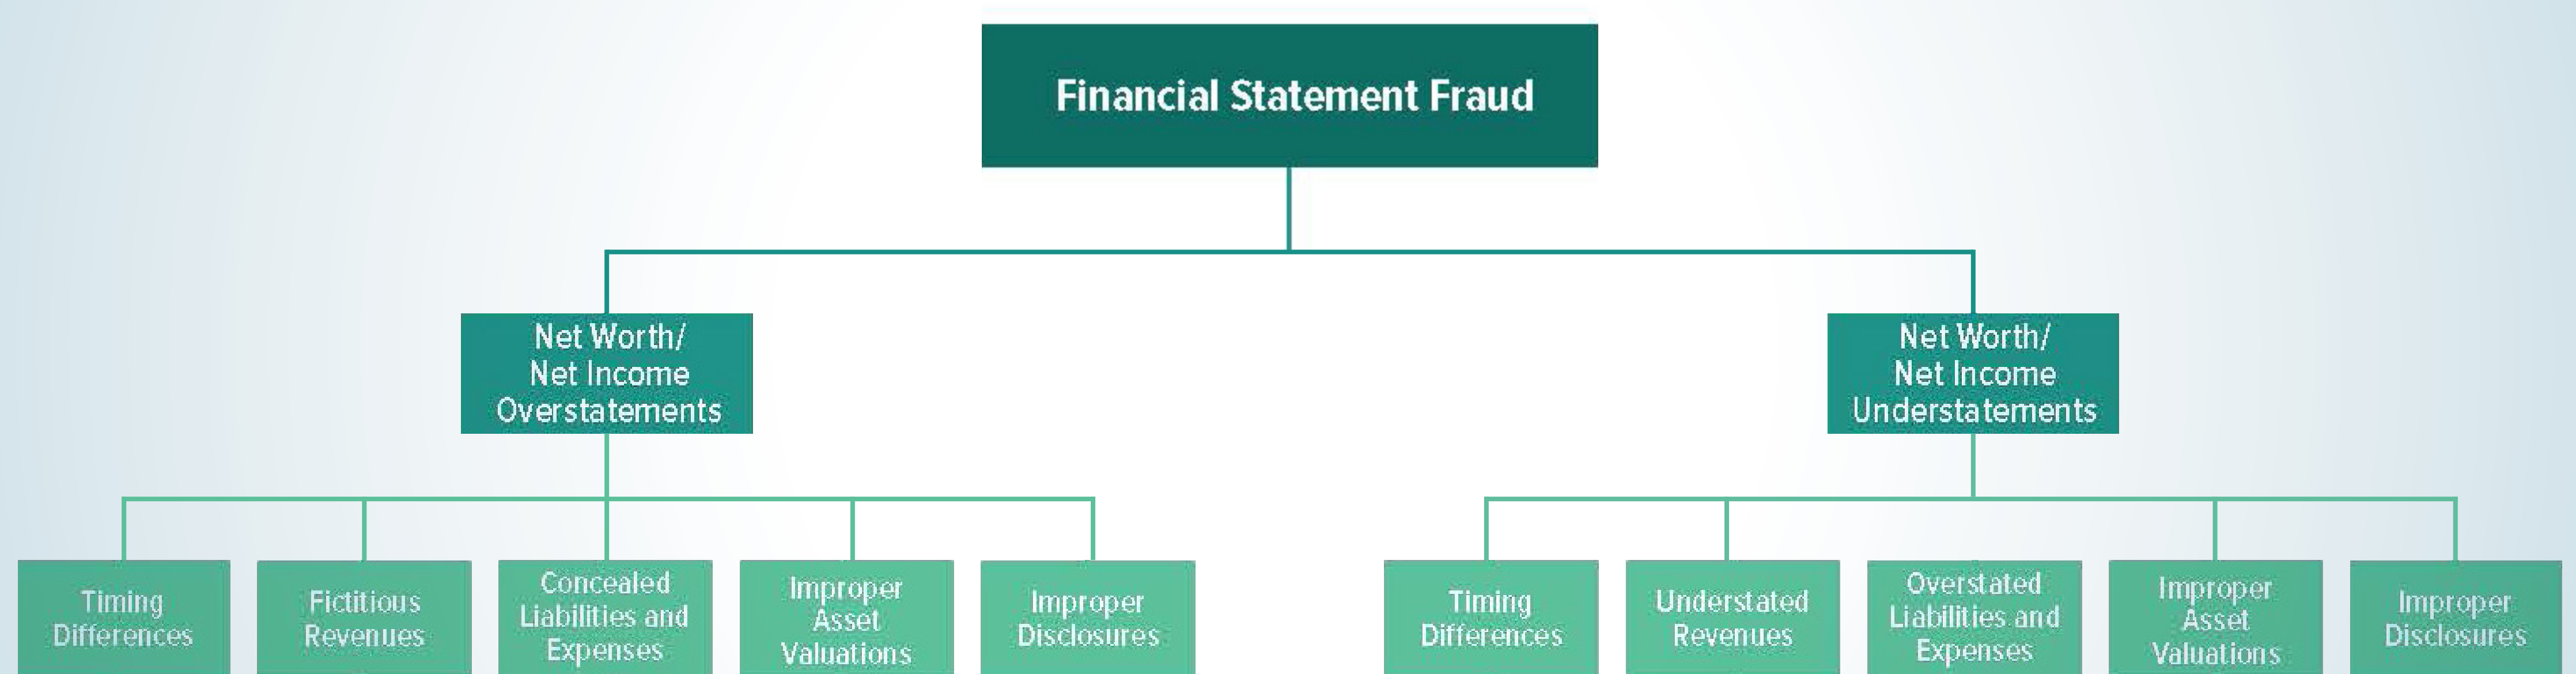 Financial Statement Fraud
Net Worth/
Net Income
Overstatements
Net Worth/
Net Income
Understatements
Timing
Differences
Fictitious
Revenues
Concealed
Liabilities and
Expenses
Improper
Asset
Valuations
Improper
Disclosures
Timing
Differences
Understated
Revenues
Overstated
Liabilities and
Expenses
Improper
Asset
Valuations
Improper
Disclosures